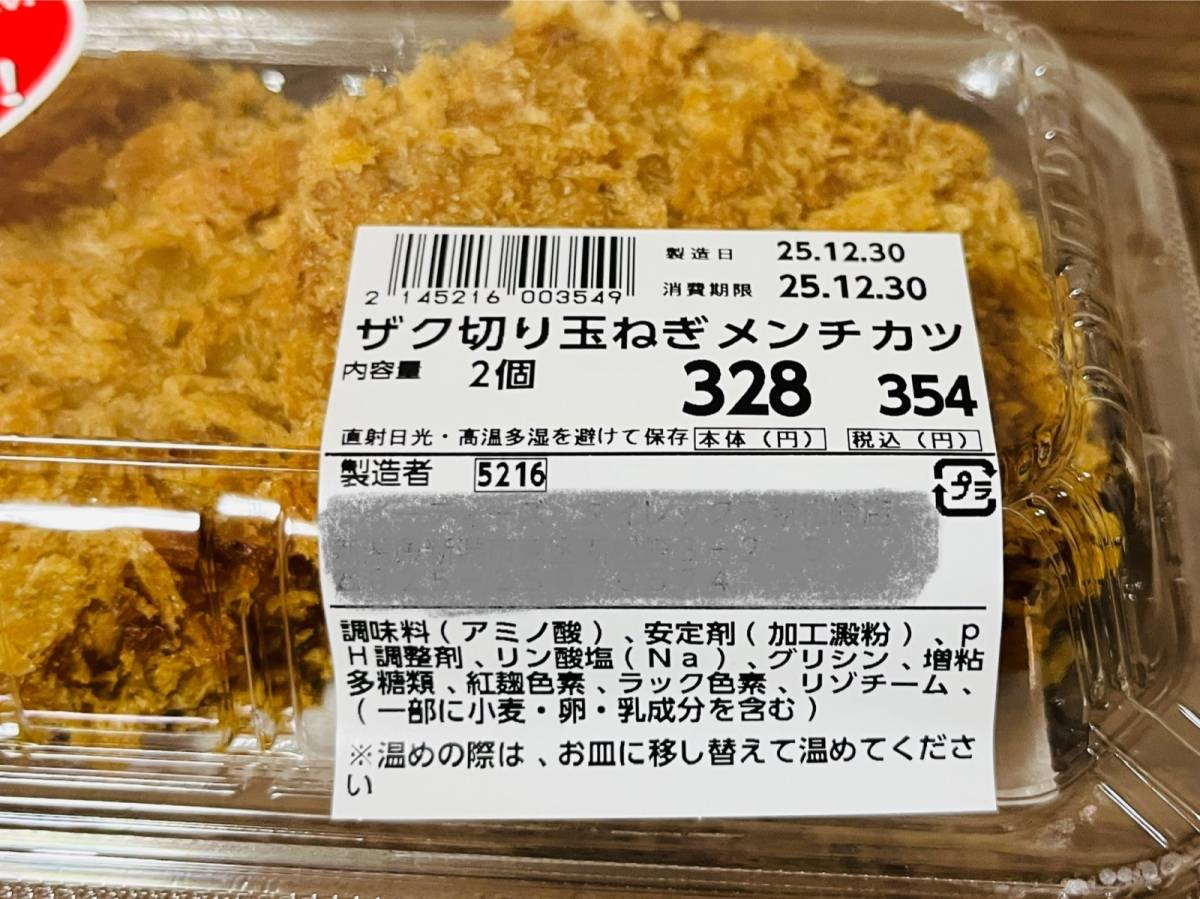 !
2 145216 003549
製造日 25.12.30
消費期限 25.12.30
ザク切り玉ねぎメンチカツ
内容量 2個 328 354
直射日光・高温多湿を避けて保存 本体(円) 税込(円)
製造者 5216
プラ
調味料(アミノ酸)、安定剤(加工澱粉)、p
H調整剤、リン酸塩(Na)、グリシン、増粘
多糖類、紅麹色素、ラック色素、リゾチーム、
(一部に小麦・卵・乳成分を含む)
※温めの際は、お皿に移し替えて温めてくださ
い